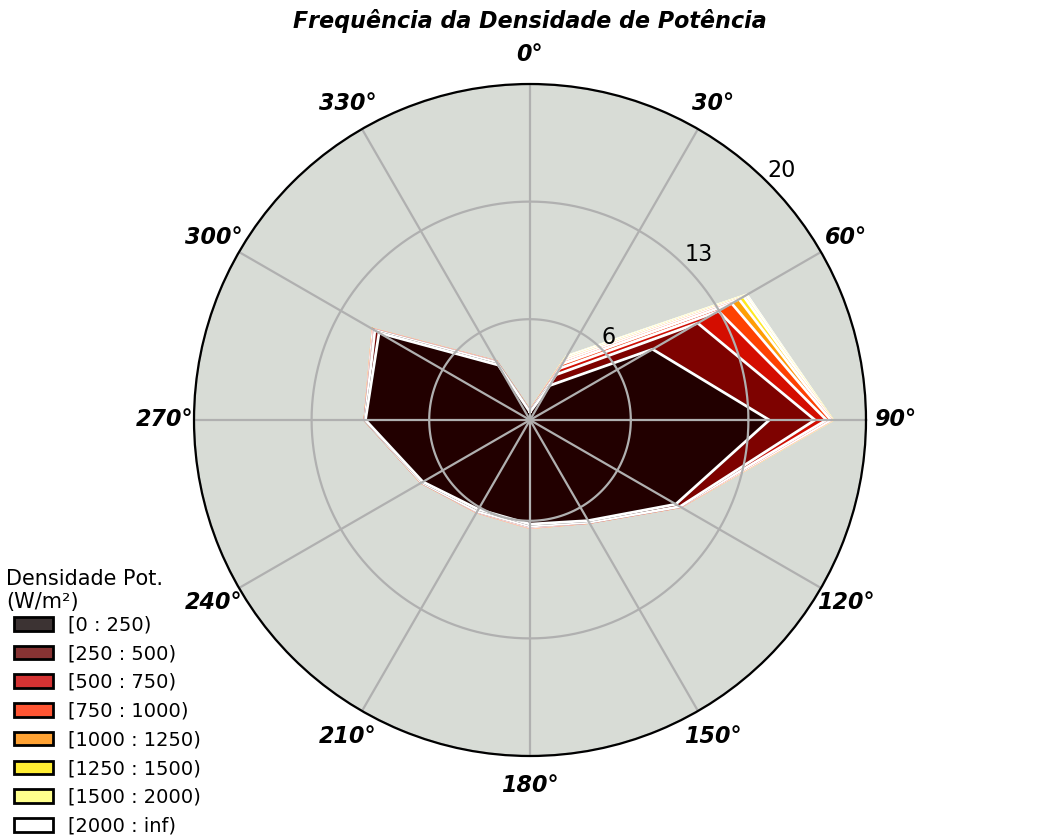 Frequência da Densidade de Potência
0°
330°
30°
20
300°
60°
13
6
270°
90°
240°
120°
210°
150°
180°
Densidade Pot.
(W/m²)
[0 : 250)
[250 : 500)
[500 : 750)
[750 : 1000)
[1000 : 1250)
[1250 : 1500)
[1500 : 2000)
[2000 : inf)